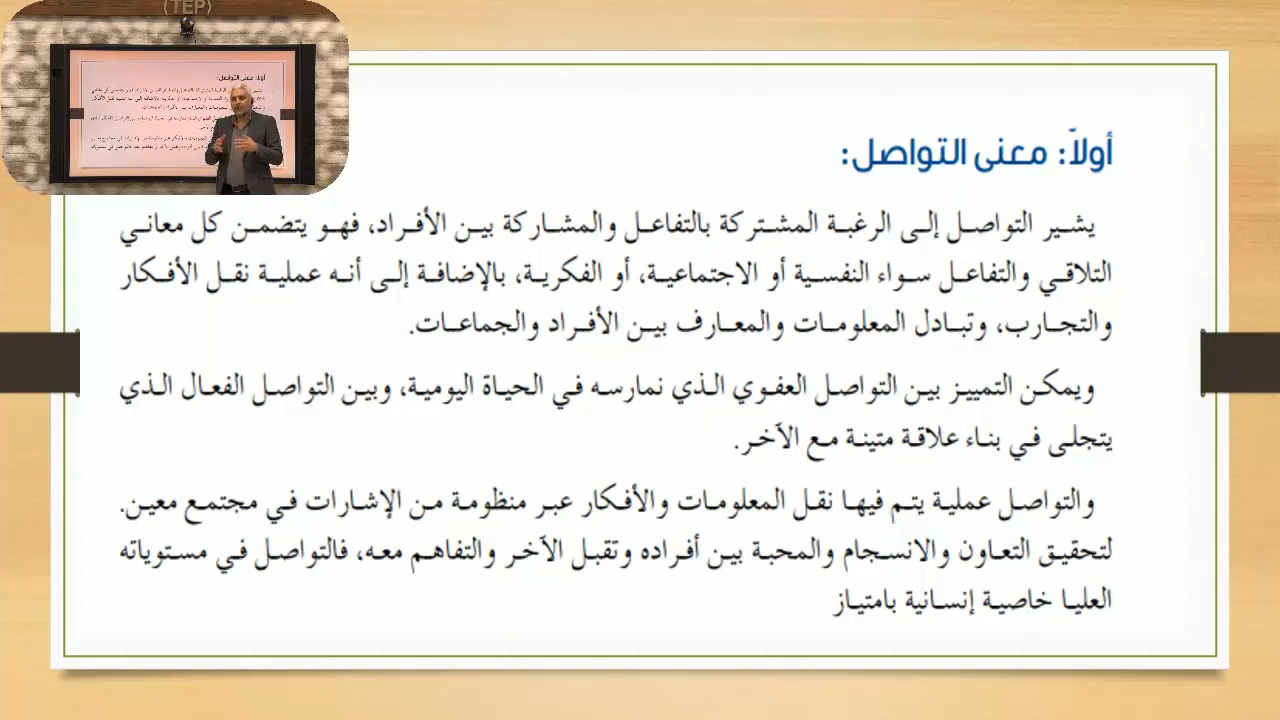 (TEP)
أولاً: معنى التواصل:
أولاً: معنى التواصل:
يشير التواصل إلى الرغبة المشتركة بالتفاعل والمشاركة بين الأفراد، فهو يتضمن كل معاني
التلاقي والتفاعل سواء النفسية أو الاجتماعية، أو الفكرية، بالإضافة إلى أنه عملية نقل الأفكار
والتجارب، وتبادل المعلومات والمعارف بين الأفراد والجماعات.
ويمكن التمييز بين التواصل العفوي الذي نمارسه في الحياة اليومية، وبين التواصل الفعال الذي
يتجلى في بناء علاقة متينة مع الآخر.
والتواصل عملية يتم فيها نقل المعلومات والأفكار عبر منظومة من الإشارات في مجتمع معين.
لتحقيق التعاون والانسجام والمحبة بين أفراده وتقبل الآخر والتفاهم معه، فالتواصل في مستوياته
العليا خاصية إنسانية بامتياز